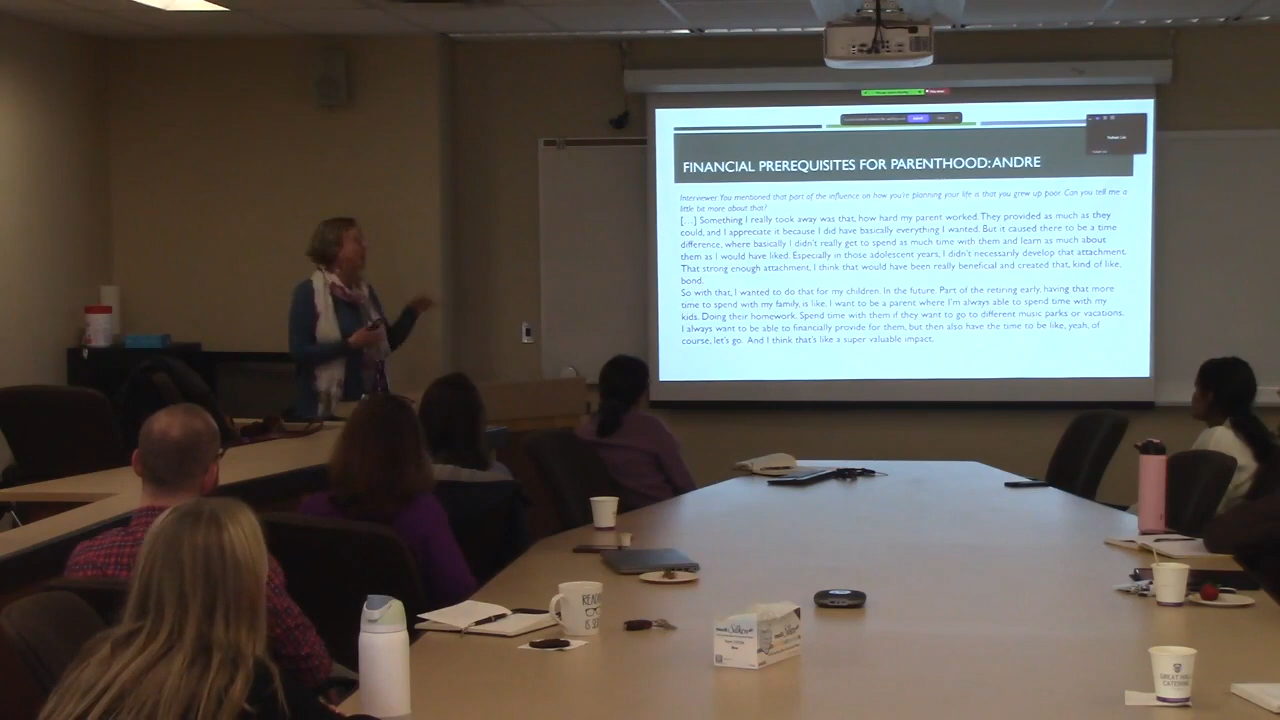 FINANCIAL PREREQUISITES FOR PARENTHOOD: ANDRE
Interviewer: You mentioned that part of the influence on how you're planning your life is that you grew up poor. Can you tell me a
little bit more about that?
[...] Something I really took away was that, how hard my parent worked. They provided as much as they
could, and I appreciate it because I did have basically everything I wanted. But it caused there to be a time
difference, where basically I didn't really get to spend as much time with them and learn as much about
them as I would have liked. Especially in those adolescent years, I didn't necessarily develop that attachment.
That strong enough attachment, I think that would have been really beneficial and created that, kind of like,
bond.
So with that, I wanted to do that for my children. In the future. Part of the retiring early, having that more
time to spend with my family, is like, I want to be a parent where I'm always able to spend time with my
kids. Doing their homework. Spend time with them if they want to go to different music parks or vacations.
I always want to be able to financially provide for them, but then also have the time to be like, yeah, of
course, let's go. And I think that's like a super valuable impact.
READ
IS
GREAT HALL
CATERING